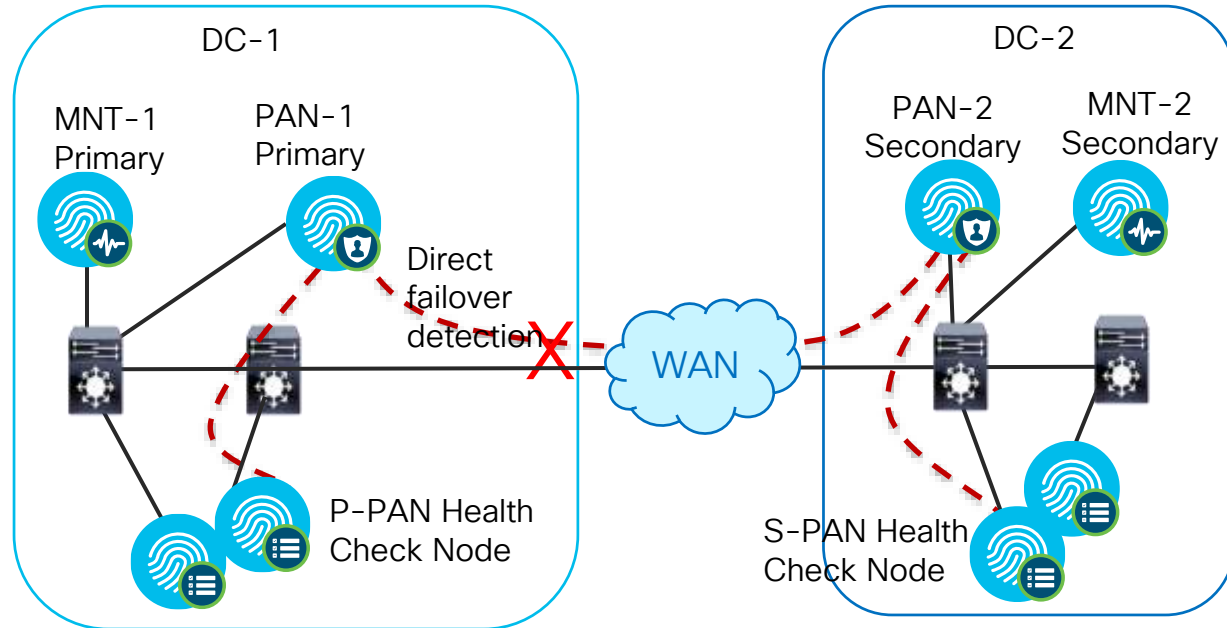 DC-1
DC-2
MNT-1
Primary
PAN-1
Primary
PAN-2
Secondary
MNT-2
Secondary
Direct
failover
detection
X
WAN
P-PAN Health
Check Node
S-PAN Health
Check Node